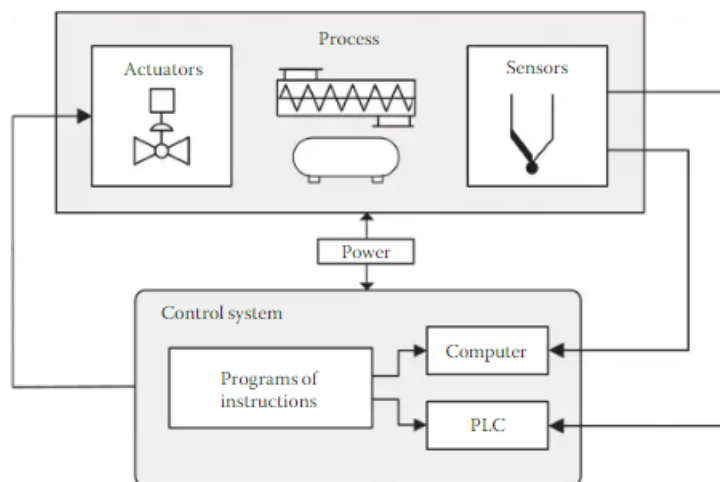 Process
Actuators
Sensors
Power
Control system
Programs of
instructions
Computer
PLC